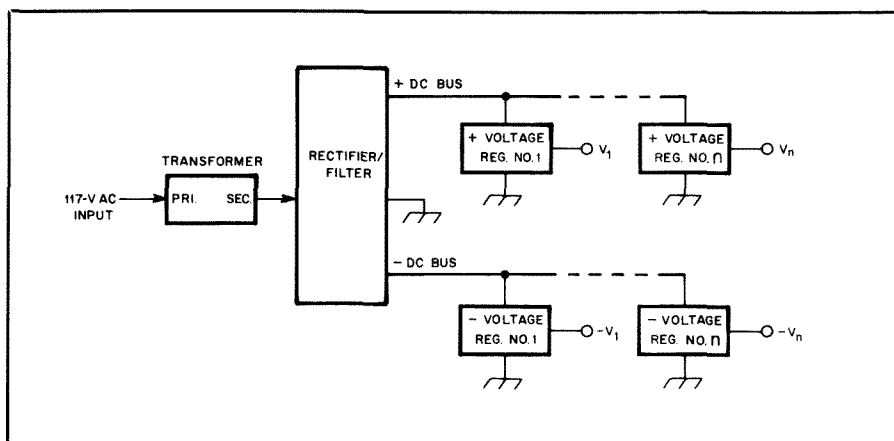 + DC BUS
+ VOLTAGE
REG. NO. 1
V1
+ VOLTAGE
REG. NO. n
Vn
TRANSFORMER
RECTIFIER/
FILTER
117-V AC
INPUT
PRI. SEC.
- DC BUS
- VOLTAGE
REG. NO. 1
-V1
- VOLTAGE
REG. NO. n
-Vn